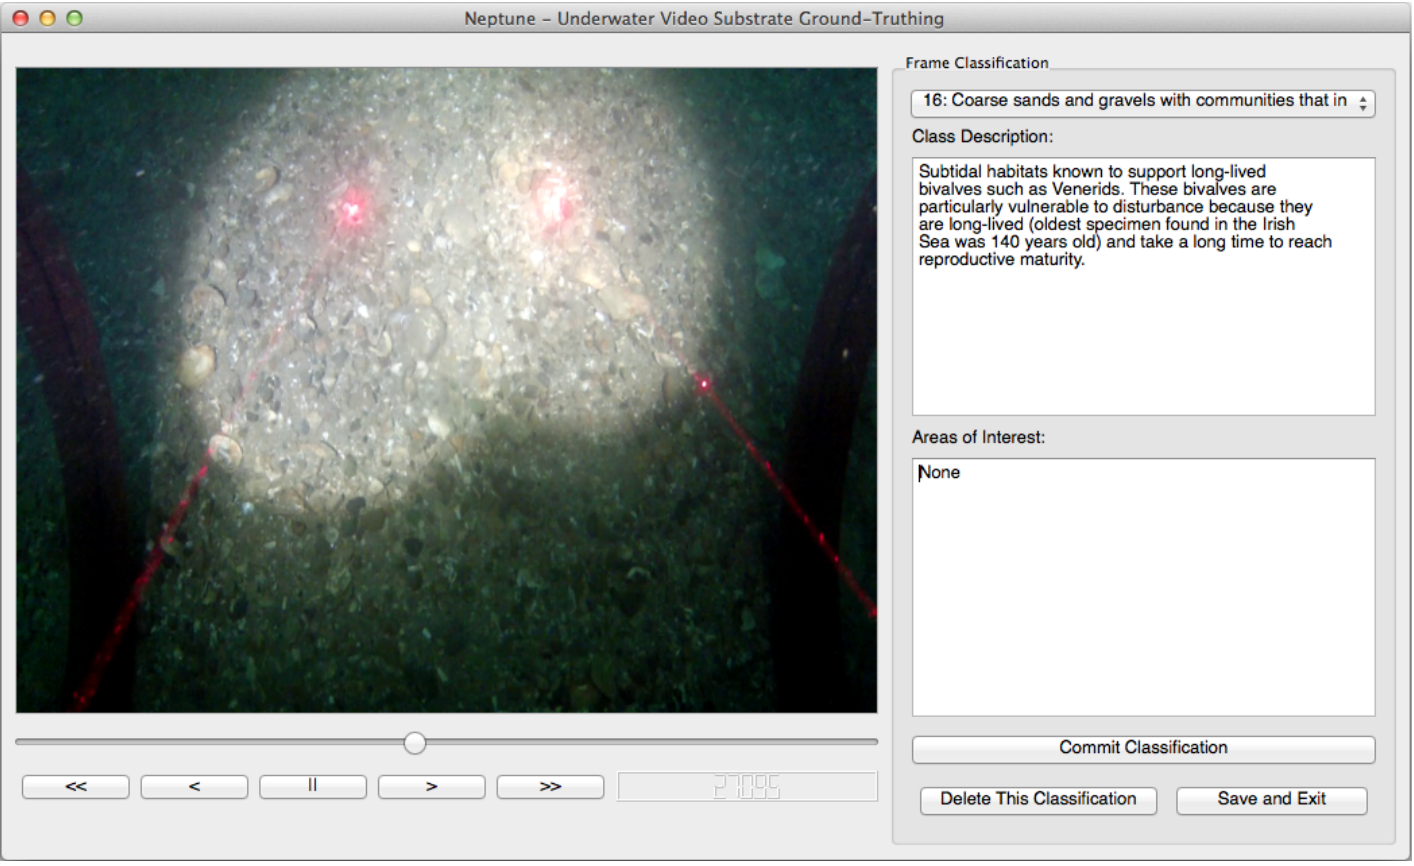 Neptune – Underwater Video Substrate Ground-Truthing
Frame Classification
16: Coarse sands and gravels with communities that in
Class Description:
Subtidal habitats known to support long-lived
bivalves such as Venerids. These bivalves are
particularly vulnerable to disturbance because they
are long-lived (oldest specimen found in the Irish
Sea was 140 years old) and take a long time to reach
reproductive maturity.
Areas of Interest:
None
Commit Classification
<< < || > >> 27095
Delete This Classification Save and Exit